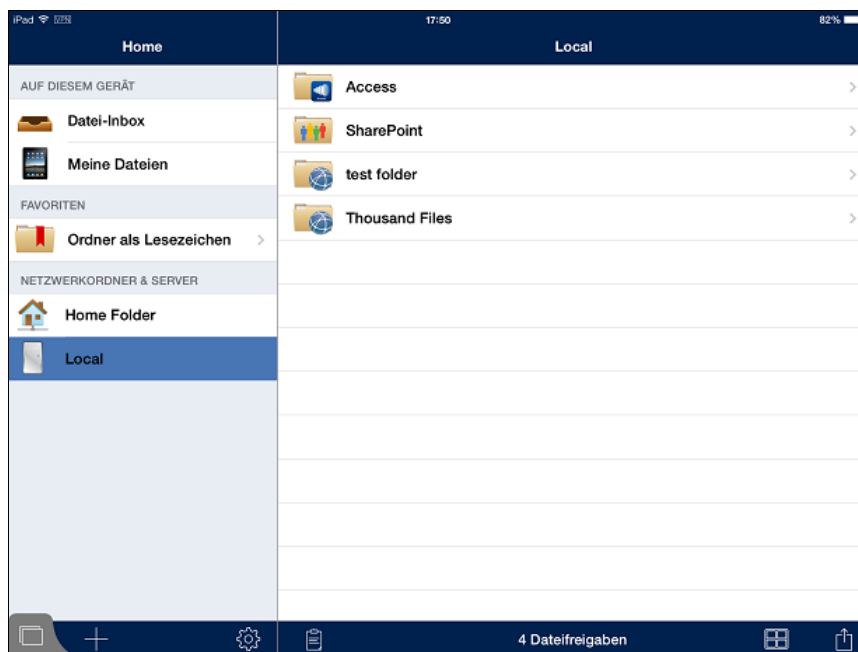 iPad VPN 17:50 82%
Home
Local
AUF DIESEM GERÄT
Datei-Inbox
Meine Dateien
FAVORITEN
Ordner als Lesezeichen
NETZWERKORDNER & SERVER
Home Folder
Local
Access
SharePoint
test folder
Thousand Files
4 Dateifreigaben